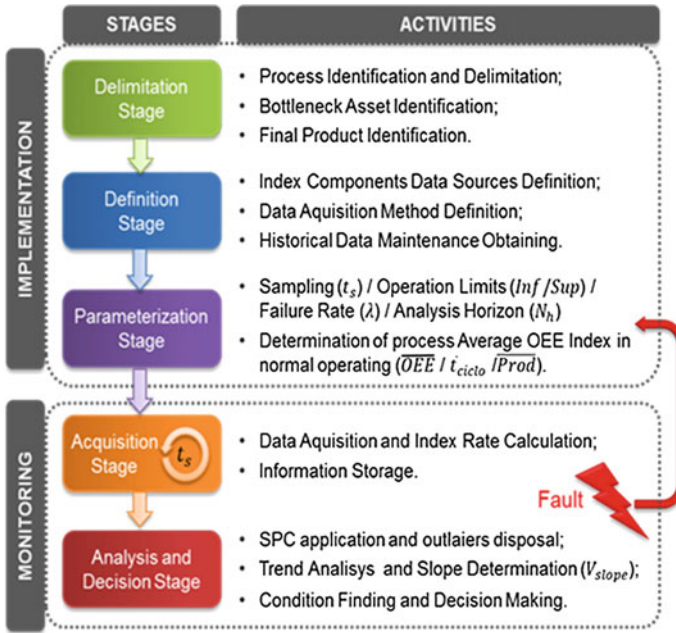 STAGES
ACTIVITIES
IMPLEMENTATION
Delimitation
Stage
• Process Identification and Delimitation;
• Bottleneck Asset Identification;
• Final Product Identification.
Definition
Stage
• Index Components Data Sources Definition;
• Data Aquisition Method Definition;
• Historical Data Maintenance Obtaining.
Parameterization
Stage
• Sampling (tₛ) / Operation Limits (Inf/Sup) /
Failure Rate (λ) / Analysis Horizon (Nₕ)
• Determination of process Average OEE Index in
normal operating (O̅E̅E̅ / t_ciclo / P̅r̅o̅d̅).
MONITORING
Acquisition
Stage
tₛ
• Data Aquisition and Index Rate Calculation;
• Information Storage.
Fault
Analysis and
Decision Stage
• SPC application and outlaiers disposal;
• Trend Analisys and Slope Determination (V_slope);
• Condition Finding and Decision Making.